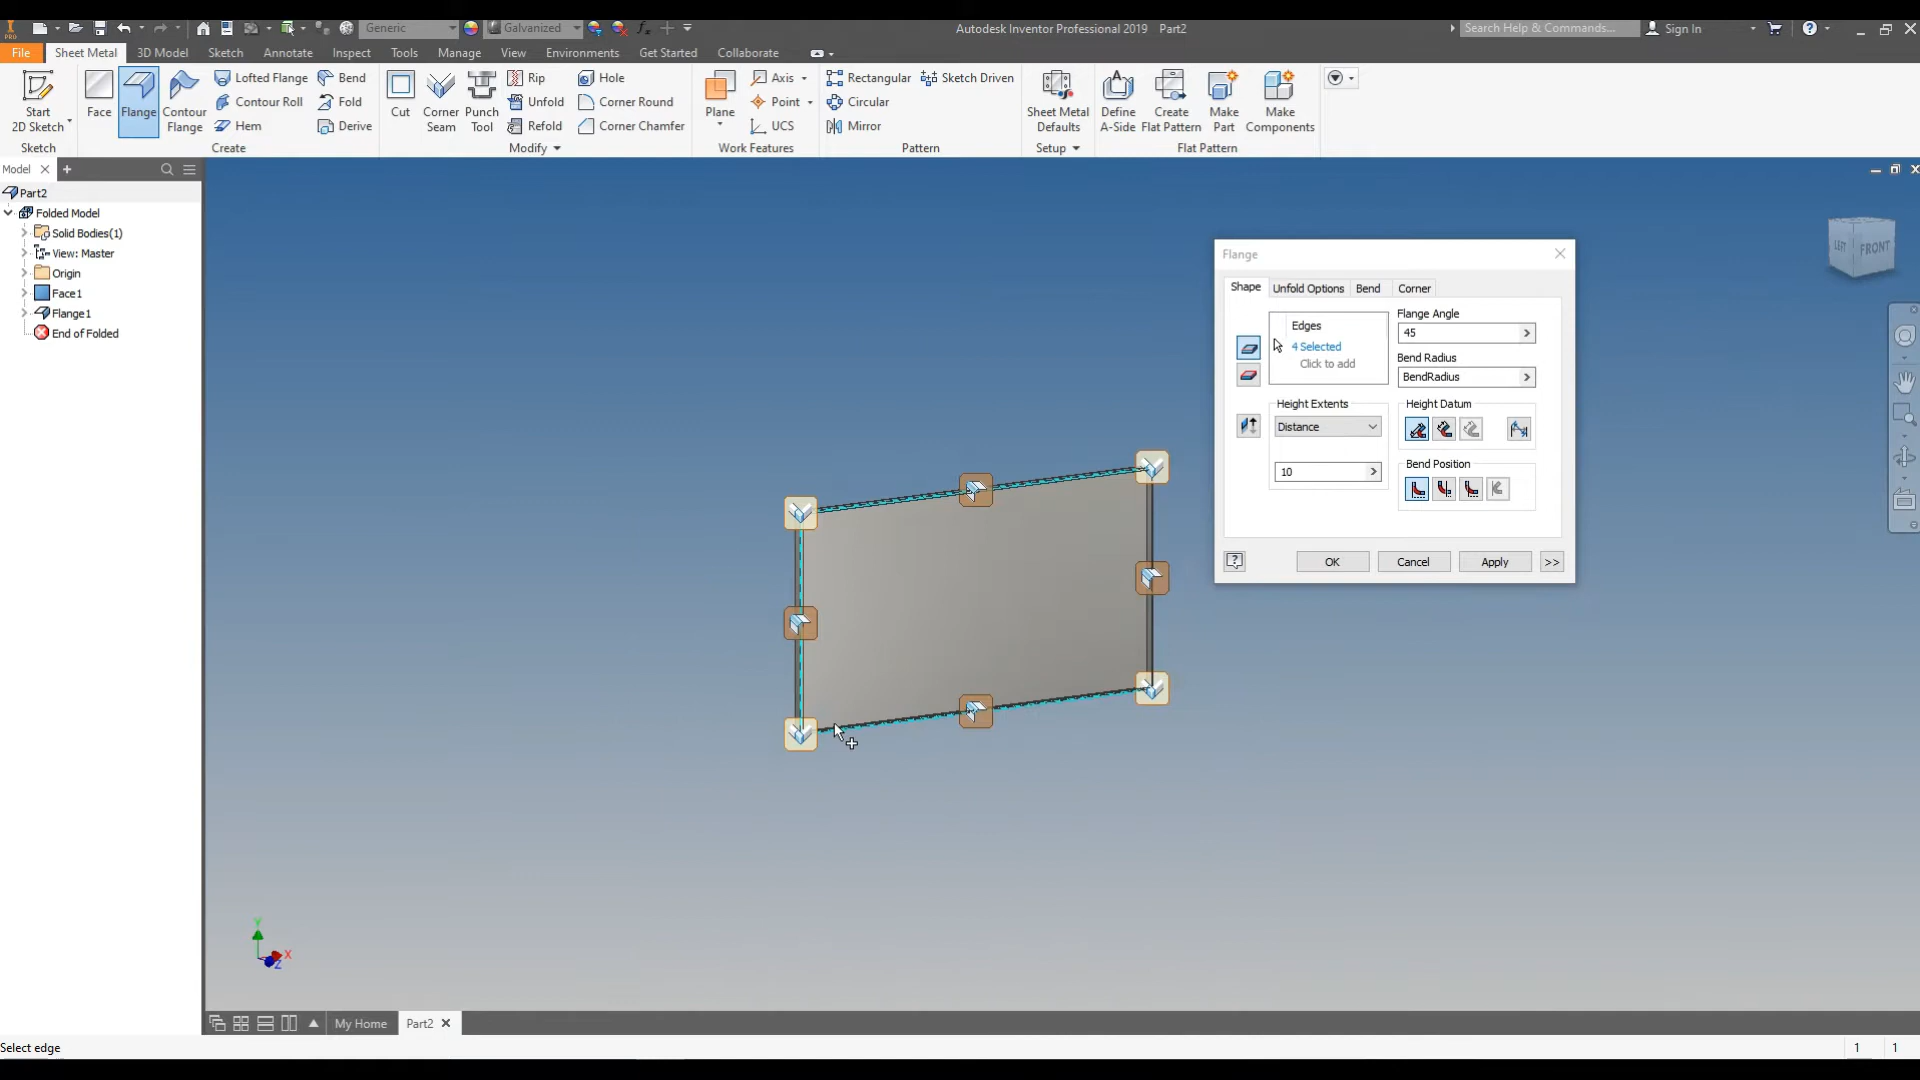 PRO
Generic
Galvanized
Autodesk Inventor Professional 2019 Part2
Search Help & Commands...
Sign In
File
Sheet Metal
3D Model
Sketch
Annotate
Inspect
Tools
Manage
View
Environments
Get Started
Collaborate
Start
2D Sketch
Sketch
Face
Flange
Contour
Flange
Lofted Flange
Contour Roll
Hem
Bend
Fold
Derive
Create
Cut
Corner
Seam
Punch
Tool
Rip
Unfold
Refold
Hole
Corner Round
Corner Chamfer
Modify
Plane
Axis
Point
UCS
Work Features
Rectangular
Sketch Driven
Circular
Mirror
Pattern
Sheet Metal
Defaults
Setup
Define
A-Side
Create
Flat Pattern
Make
Part
Make
Components
Flat Pattern
Model
Part2
Folded Model
Solid Bodies(1)
View: Master
Origin
Face1
Flange1
End of Folded
LEFT
FRONT
Flange
Shape
Unfold Options
Bend
Corner
Edges
4 Selected
Click to add
Flange Angle
45
Bend Radius
BendRadius
Height Extents
Distance
10
Height Datum
Bend Position
OK
Cancel
Apply
>>
Y
X
Z
My Home
Part2
Select edge
1
1